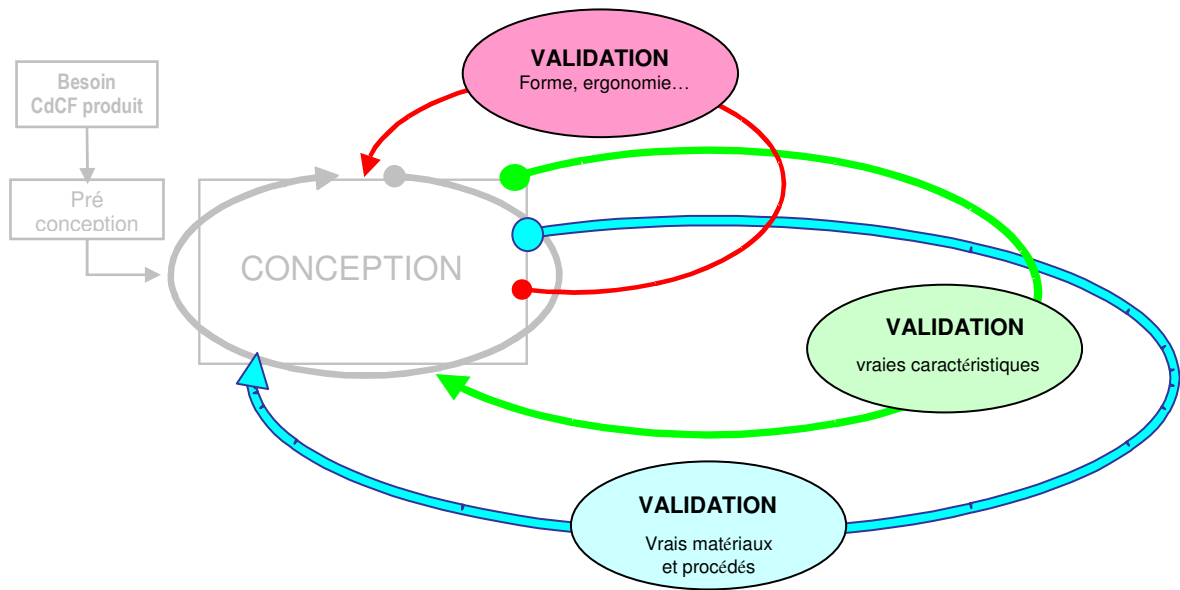 VALIDATION
Forme, ergonomie…
Besoin
CdCF produit
Pré
conception
CONCEPTION
VALIDATION
vraies caractéristiques
VALIDATION
Vrais matériaux
et procédés